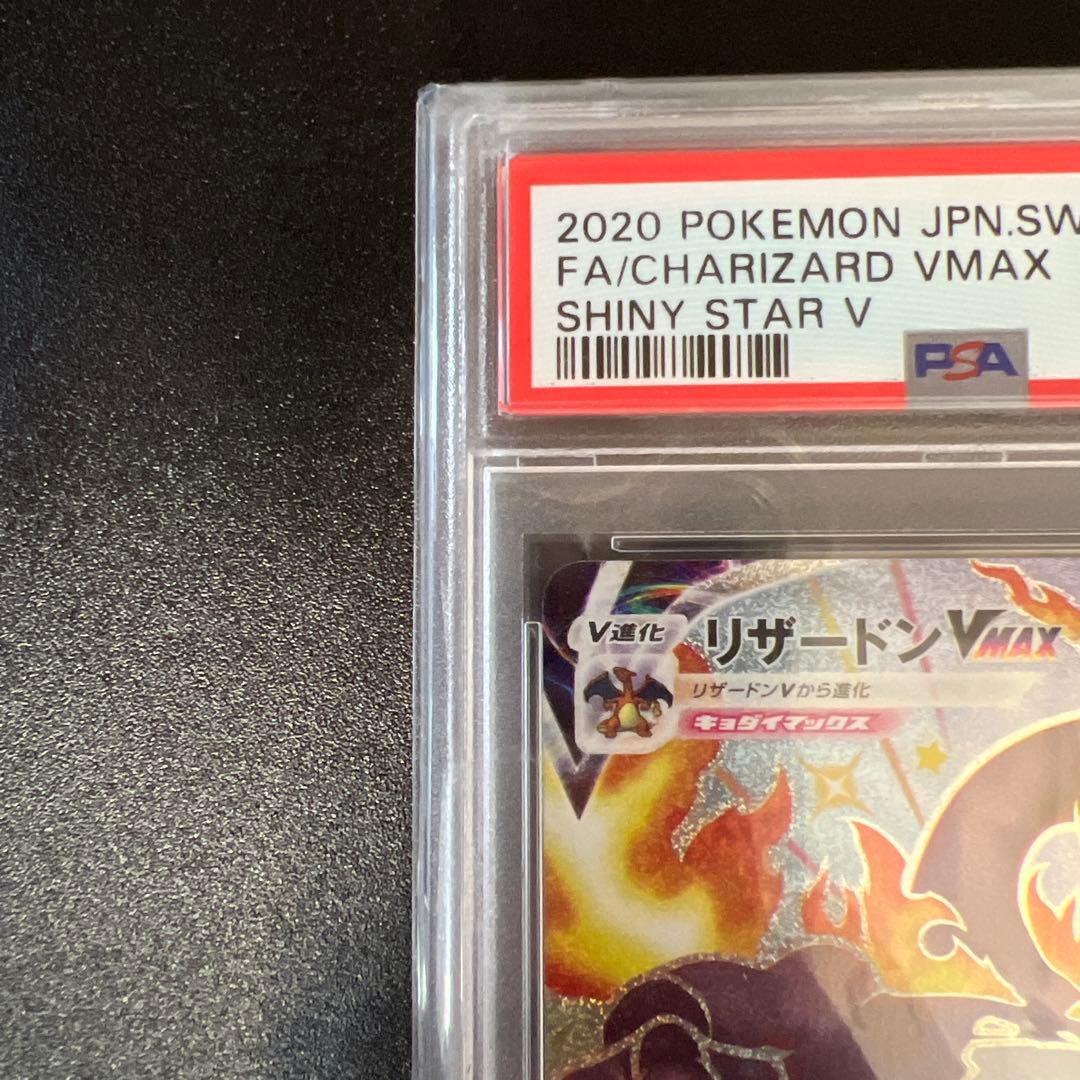 2020 POKEMON JPN.SW
FA/CHARIZARD VMAX
SHINY STAR V
PSA
V進化
リザードンVMAX
リザードンVから進化
キョダイマックス